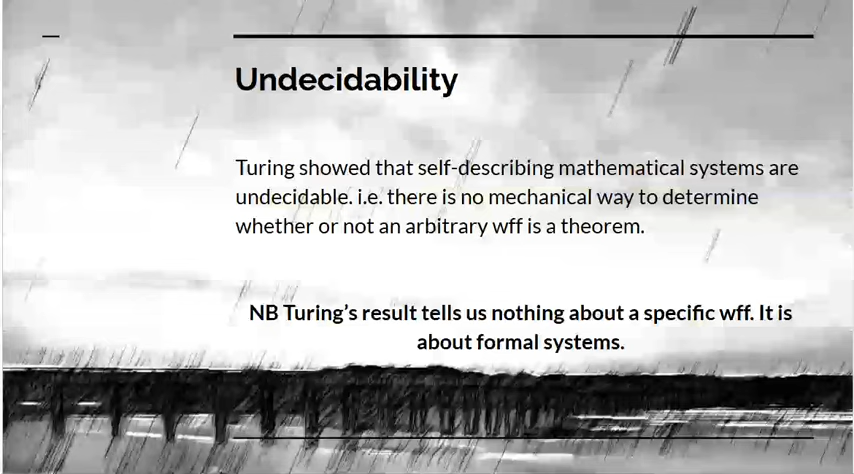 Undecidability
Turing showed that self-describing mathematical systems are
undecidable. i.e. there is no mechanical way to determine
whether or not an arbitrary wff is a theorem.
NB Turing’s result tells us nothing about a specific wff. It is
about formal systems.